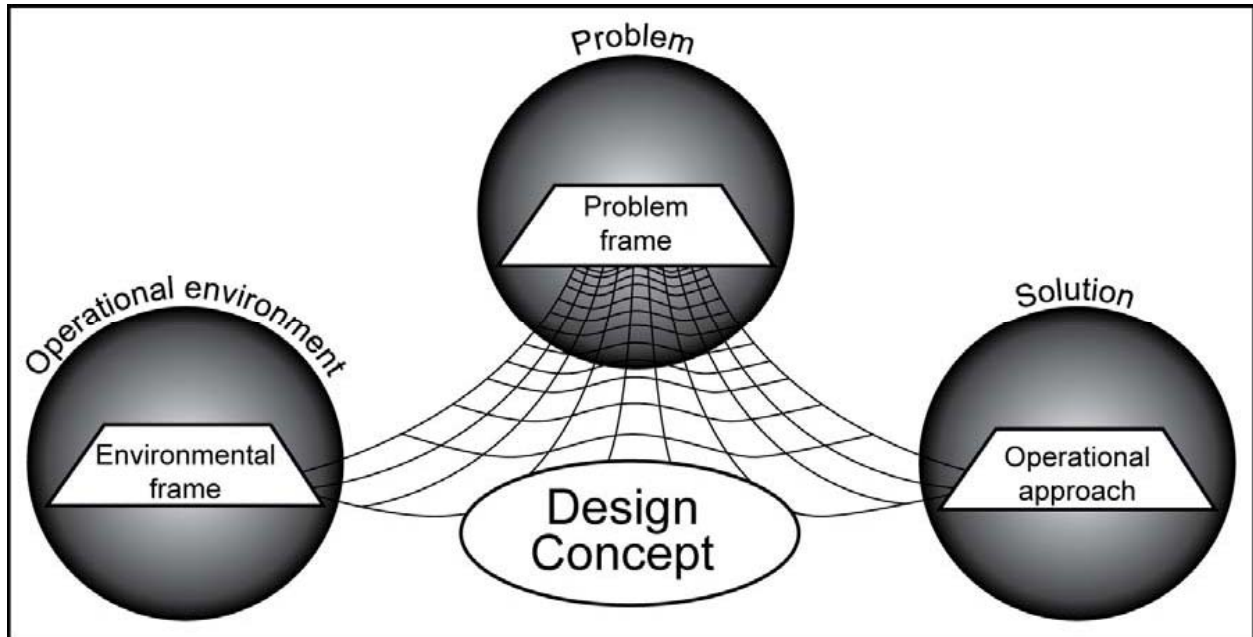 Problem
Problem
frame
Operational environment
Environmental
frame
Solution
Operational
approach
Design
Concept